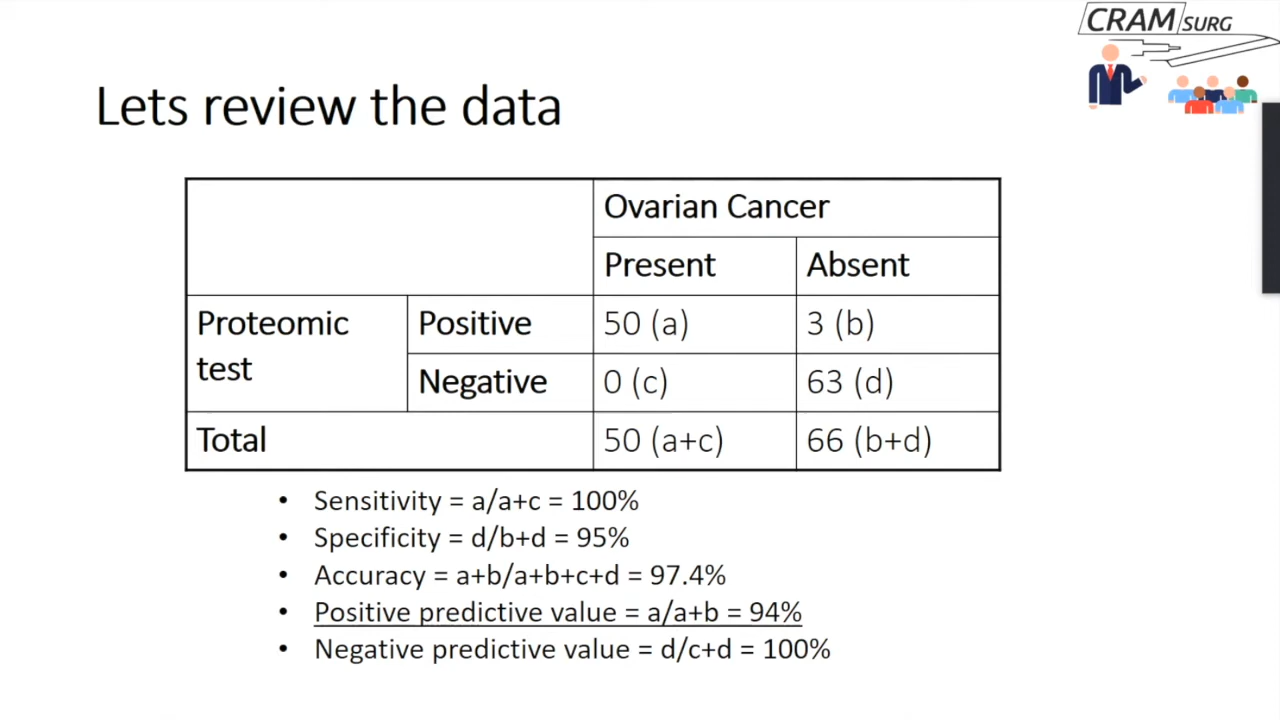 CRAM SURG
Lets review the data
Ovarian Cancer
Present Absent
Proteomic test Positive 50 (a) 3 (b)
Negative 0 (c) 63 (d)
Total 50 (a+c) 66 (b+d)
• Sensitivity = a/a+c = 100%
• Specificity = d/b+d = 95%
• Accuracy = a+b/a+b+c+d = 97.4%
• Positive predictive value = a/a+b = 94%
• Negative predictive value = d/c+d = 100%